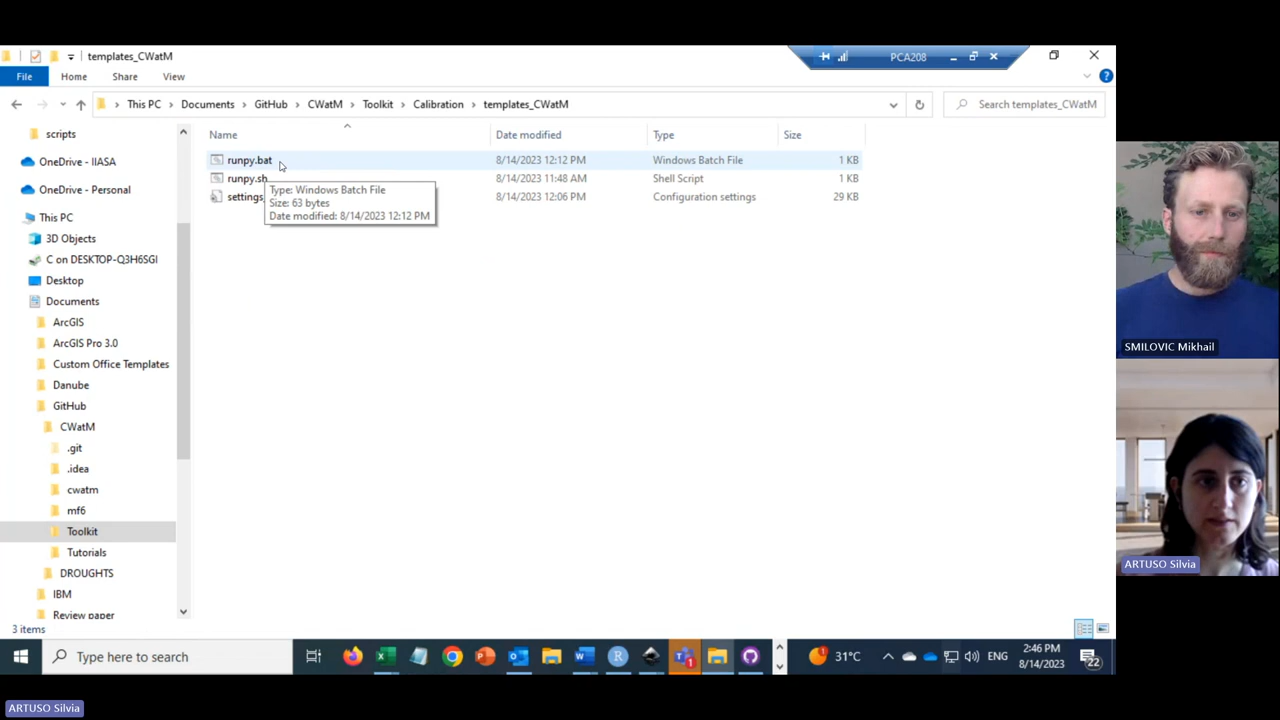 templates_CWatM
PCA208
File
Home
Share
View
This PC
Documents
GitHub
CWatM
Toolkit
Calibration
templates_CWatM
Search templates_CWatM
Name
Date modified
Type
Size
runpy.bat
8/14/2023 12:12 PM
Windows Batch File
1 KB
runpy.sh
8/14/2023 11:48 AM
Shell Script
1 KB
settings
8/14/2023 12:06 PM
Configuration settings
29 KB
Type: Windows Batch File
Size: 63 bytes
Date modified: 8/14/2023 12:12 PM
scripts
OneDrive - IIASA
OneDrive - Personal
This PC
3D Objects
C on DESKTOP-Q3H6SGI
Desktop
Documents
ArcGIS
ArcGIS Pro 3.0
Custom Office Templates
Danube
GitHub
CWatM
.git
.idea
cwatm
mf6
Toolkit
Tutorials
DROUGHTS
IBM
Review paper
3 items
Type here to search
31°C
ENG
2:46 PM
8/14/2023
22
SMILOVIC Mikhail
ARTUSO Silvia
ARTUSO Silvia